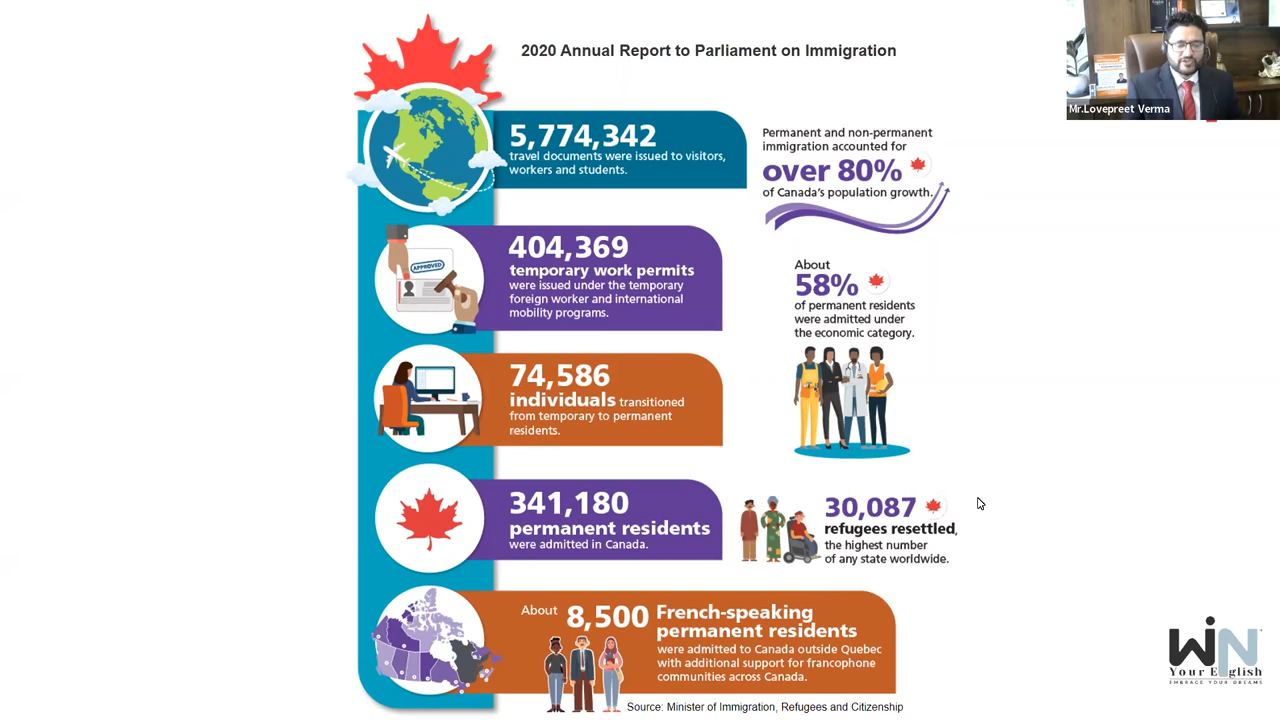 2020 Annual Report to Parliament on Immigration
Mr.Lovepreet Verma
5,774,342
travel documents were issued to visitors,
workers and students.
Permanent and non-permanent
immigration accounted for
over 80%
of Canada's population growth.
APPROVED
404,369
temporary work permits
were issued under the temporary
foreign worker and international
mobility programs.
About
58%
of permanent residents
were admitted under
the economic category.
74,586
individuals transitioned
from temporary to permanent
residents.
341,180
permanent residents
were admitted in Canada.
30,087
refugees resettled,
the highest number
of any state worldwide.
About 8,500 French-speaking
permanent residents
were admitted to Canada outside Quebec
with additional support for francophone
communities across Canada.
Source: Minister of Immigration, Refugees and Citizenship
WIN
Your English
EMBRACE YOUR DREAMS